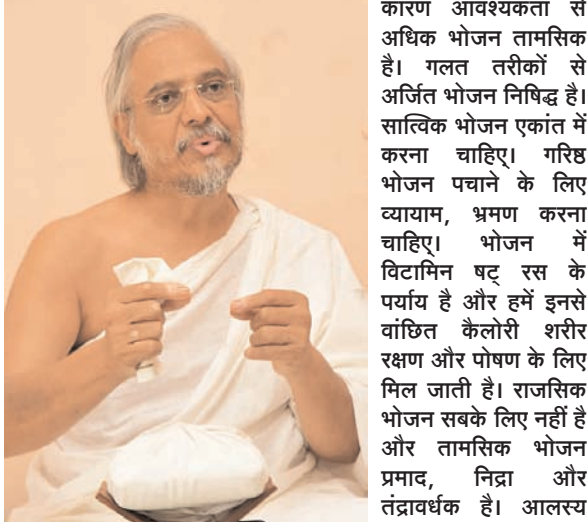 कारण आवश्यकता से
अधिक भोजन तामसिक
है। गलत तरीकों से
अर्जित भोजन निषिद्ध है।
सात्विक भोजन एकांत में
करना चाहिए। गरिष्ठ
भोजन पचाने के लिए
व्यायाम, भ्रमण करना
चाहिए। भोजन में
विटामिन षट् रस के
पर्याय है और हमें इनसे
वांछित कैलोरी शरीर
रक्षण और पोषण के लिए
मिल जाती है। राजसिक
भोजन सबके लिए नहीं है
और तामसिक भोजन
प्रमाद, निद्रा और
तंद्रावर्धक है। आलस्य